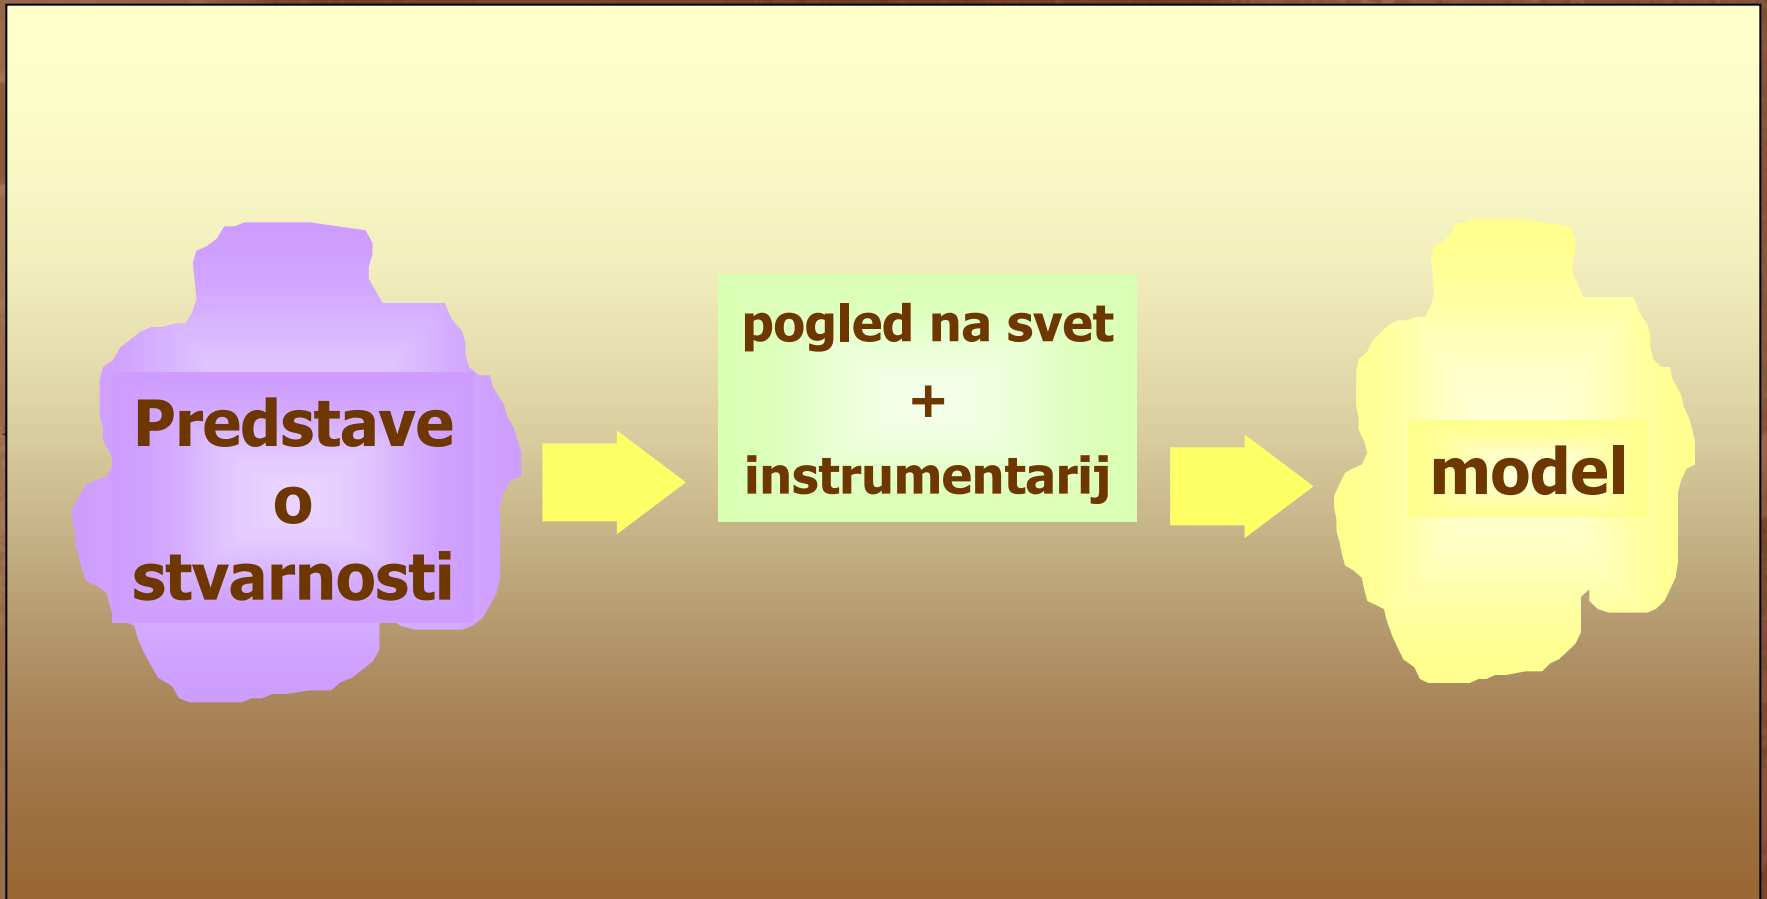 Predstave
o
stvarnosti
pogled na svet
+
instrumentarij
model